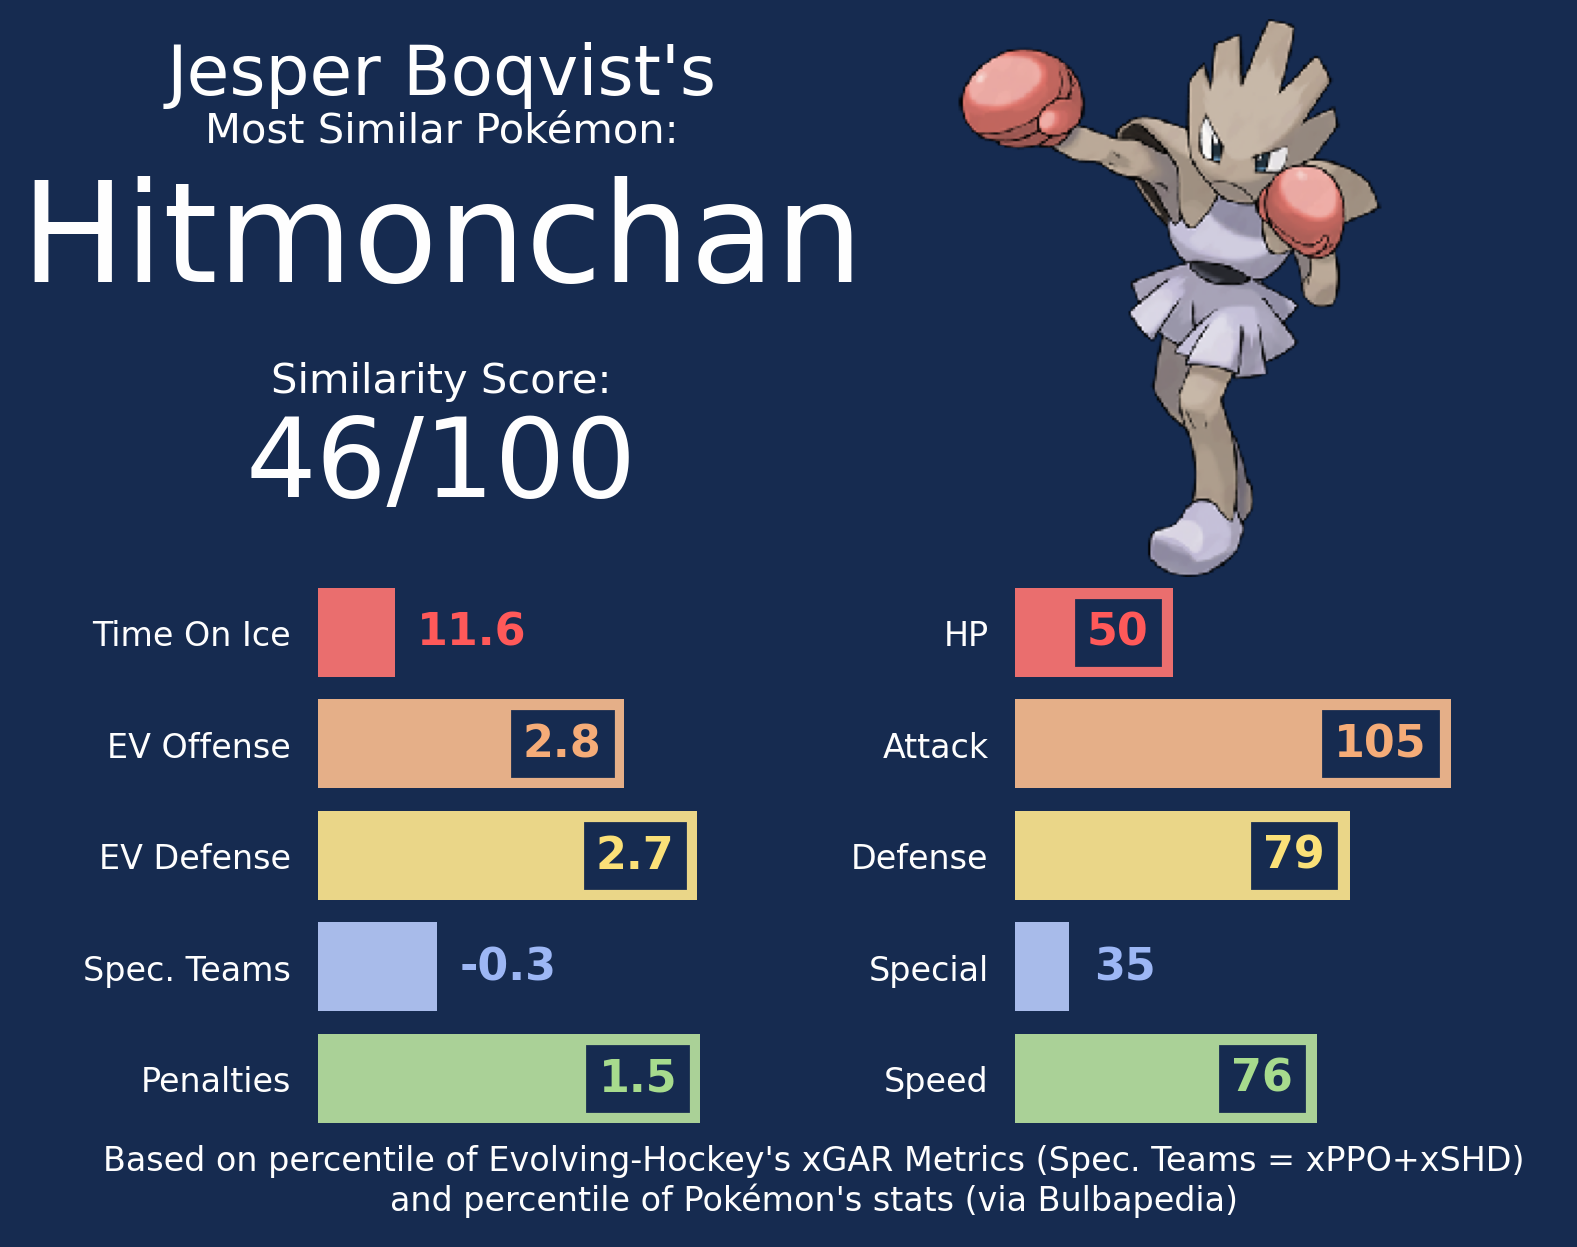 Jesper Boqvist's
Most Similar Pokémon:
Hitmonchan
Similarity Score:
46/100
Time On Ice 11.6
EV Offense 2.8
EV Defense 2.7
Spec. Teams -0.3
Penalties 1.5
HP 50
Attack 105
Defense 79
Special 35
Speed 76
Based on percentile of Evolving-Hockey's xGAR Metrics (Spec. Teams = xPPO+xSHD)
and percentile of Pokémon's stats (via Bulbapedia)